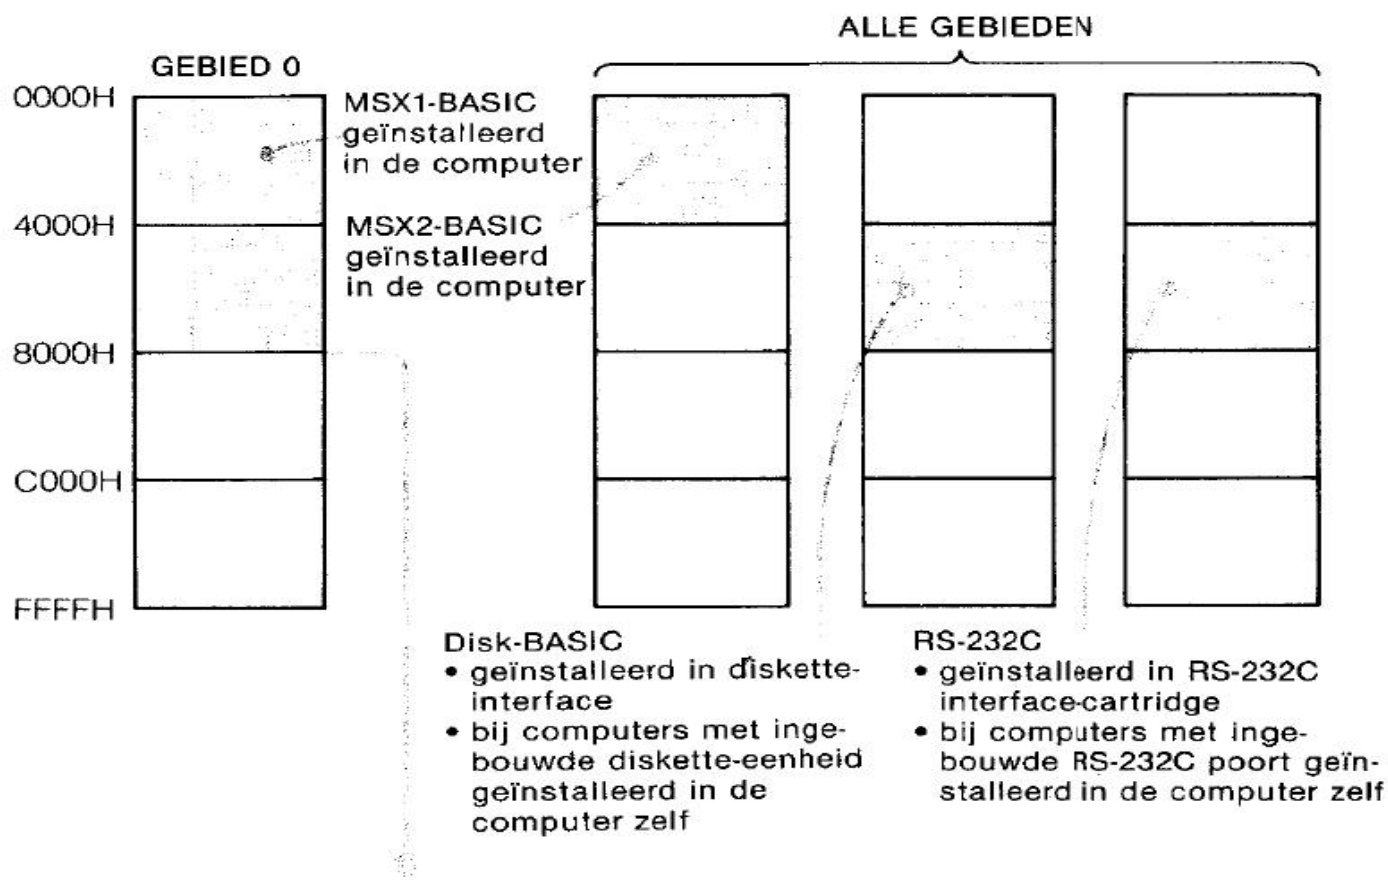 ALLE GEBIEDEN
GEBIED 0
0000H
4000H
8000H
C000H
FFFFH
MSX1-BASIC
geïnstalleerd
in de computer
MSX2-BASIC
geïnstalleerd
in de computer
Disk-BASIC
• geïnstalleerd in diskette-
interface
• bij computers met inge-
bouwde diskette-eenheid
geïnstalleerd in de
computer zelf
RS-232C
• geïnstalleerd in RS-232C
interface-cartridge
• bij computers met inge-
bouwde RS-232C poort geïn-
stalleerd in de computer zelf